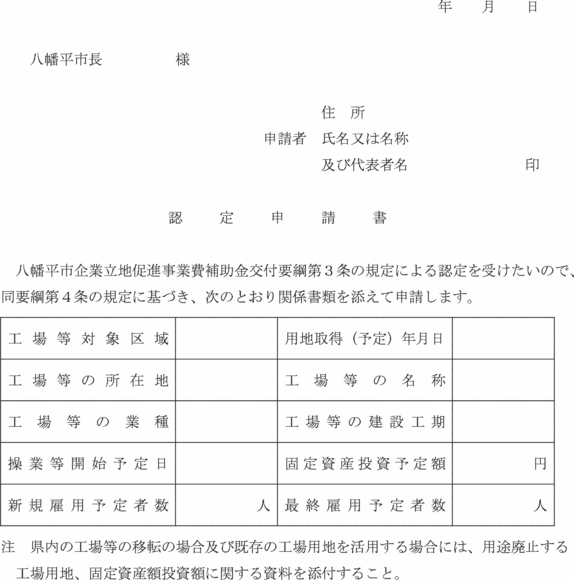 年　月　日
八幡平市長　　様
住　所
申請者　氏名又は名称
及び代表者名　　印
認　定　申　請　書
八幡平市企業立地促進事業費補助金交付要綱第３条の規定による認定を受けたいので、
同要綱第４条の規定に基づき、次のとおり関係書類を添えて申請します。
工場等対象区域　用地取得（予定）年月日
工場等の所在地　工場等の名称
工場等の業種　工場等の建設工期
操業等開始予定日　固定資産投資予定額　円
新規雇用予定者数　人　最終雇用予定者数　人
注　県内の工場等の移転の場合及び既存の工場用地を活用する場合には、用途廃止する
工場用地、固定資産額投資額に関する資料を添付すること。